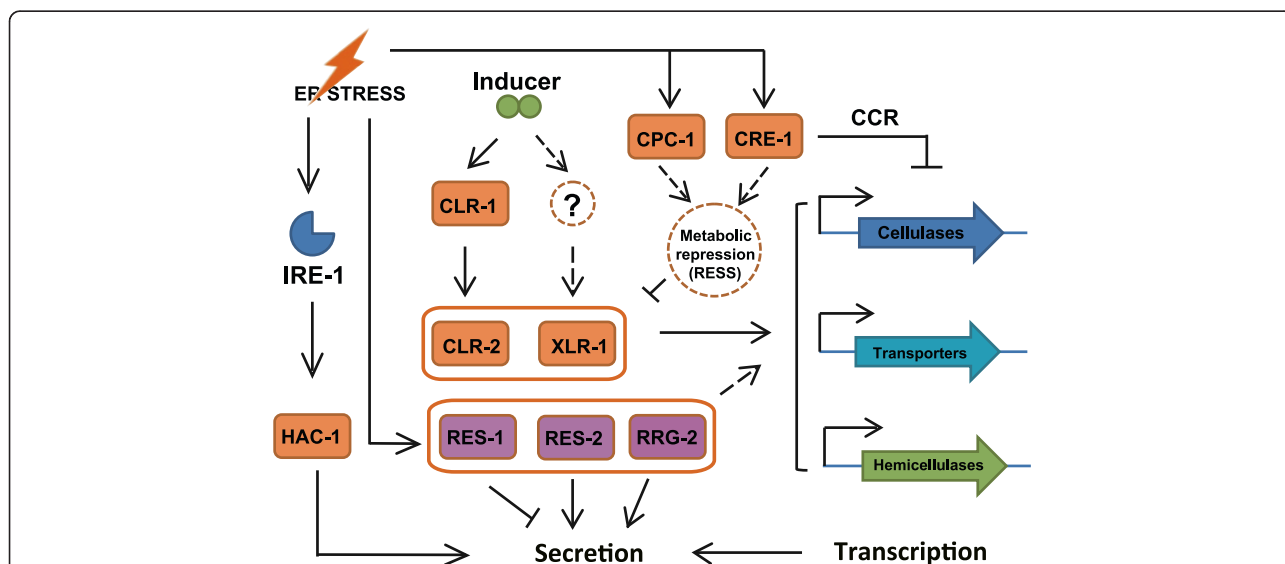 ER STRESS
Inducer
CPC-1
CRE-1
CCR
CLR-1
?
Cellulases
Metabolic
repression
(RESS)
IRE-1
CLR-2
XLR-1
Transporters
HAC-1
RES-1
RES-2
RRG-2
Hemicellulases
Secretion
Transcription